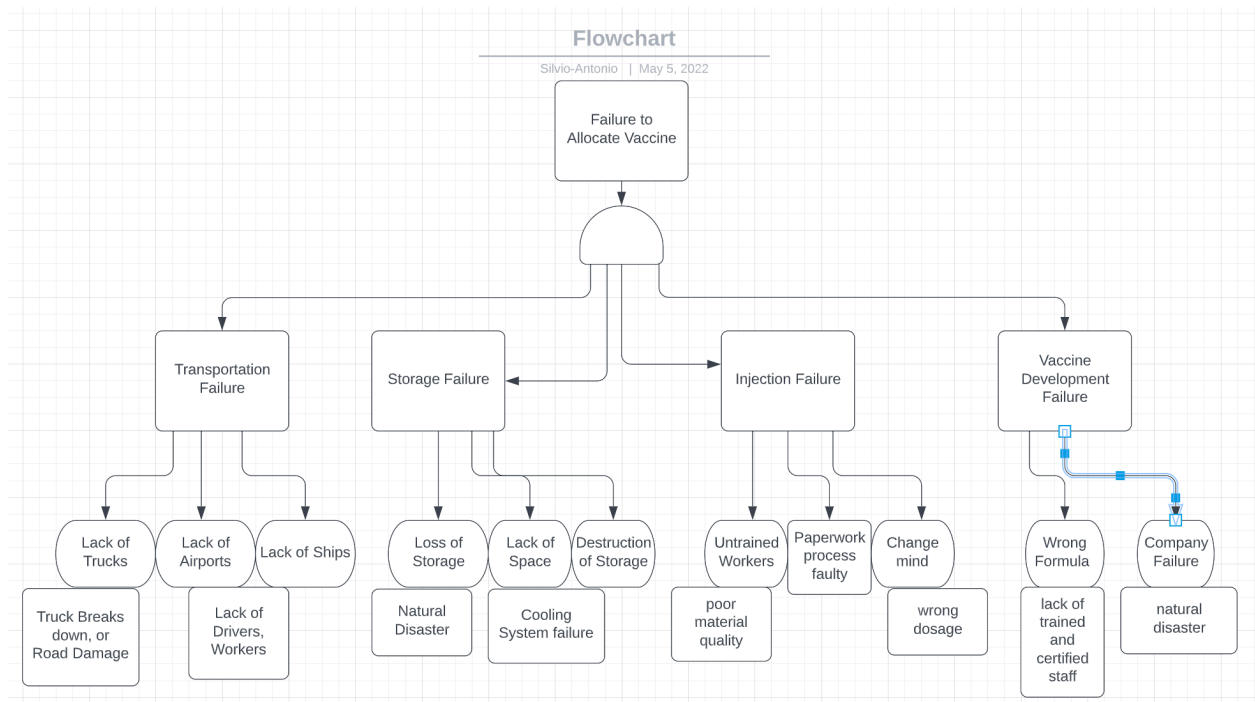 Flowchart
Silvio-Antonio | May 5, 2022
Failure to
Allocate Vaccine
Transportation
Failure
Storage Failure
Injection Failure
Vaccine
Development
Failure
Lack of
Trucks
Lack of
Airports
Lack of Ships
Loss of
Storage
Lack of
Space
Destruction
of Storage
Untrained
Workers
Paperwork
process
faulty
Change
mind
Wrong
Formula
Company
Failure
Truck Breaks
down, or
Road Damage
Lack of
Drivers,
Workers
Natural
Disaster
Cooling
System failure
poor
material
quality
wrong
dosage
lack of
trained
and
certified
staff
natural
disaster